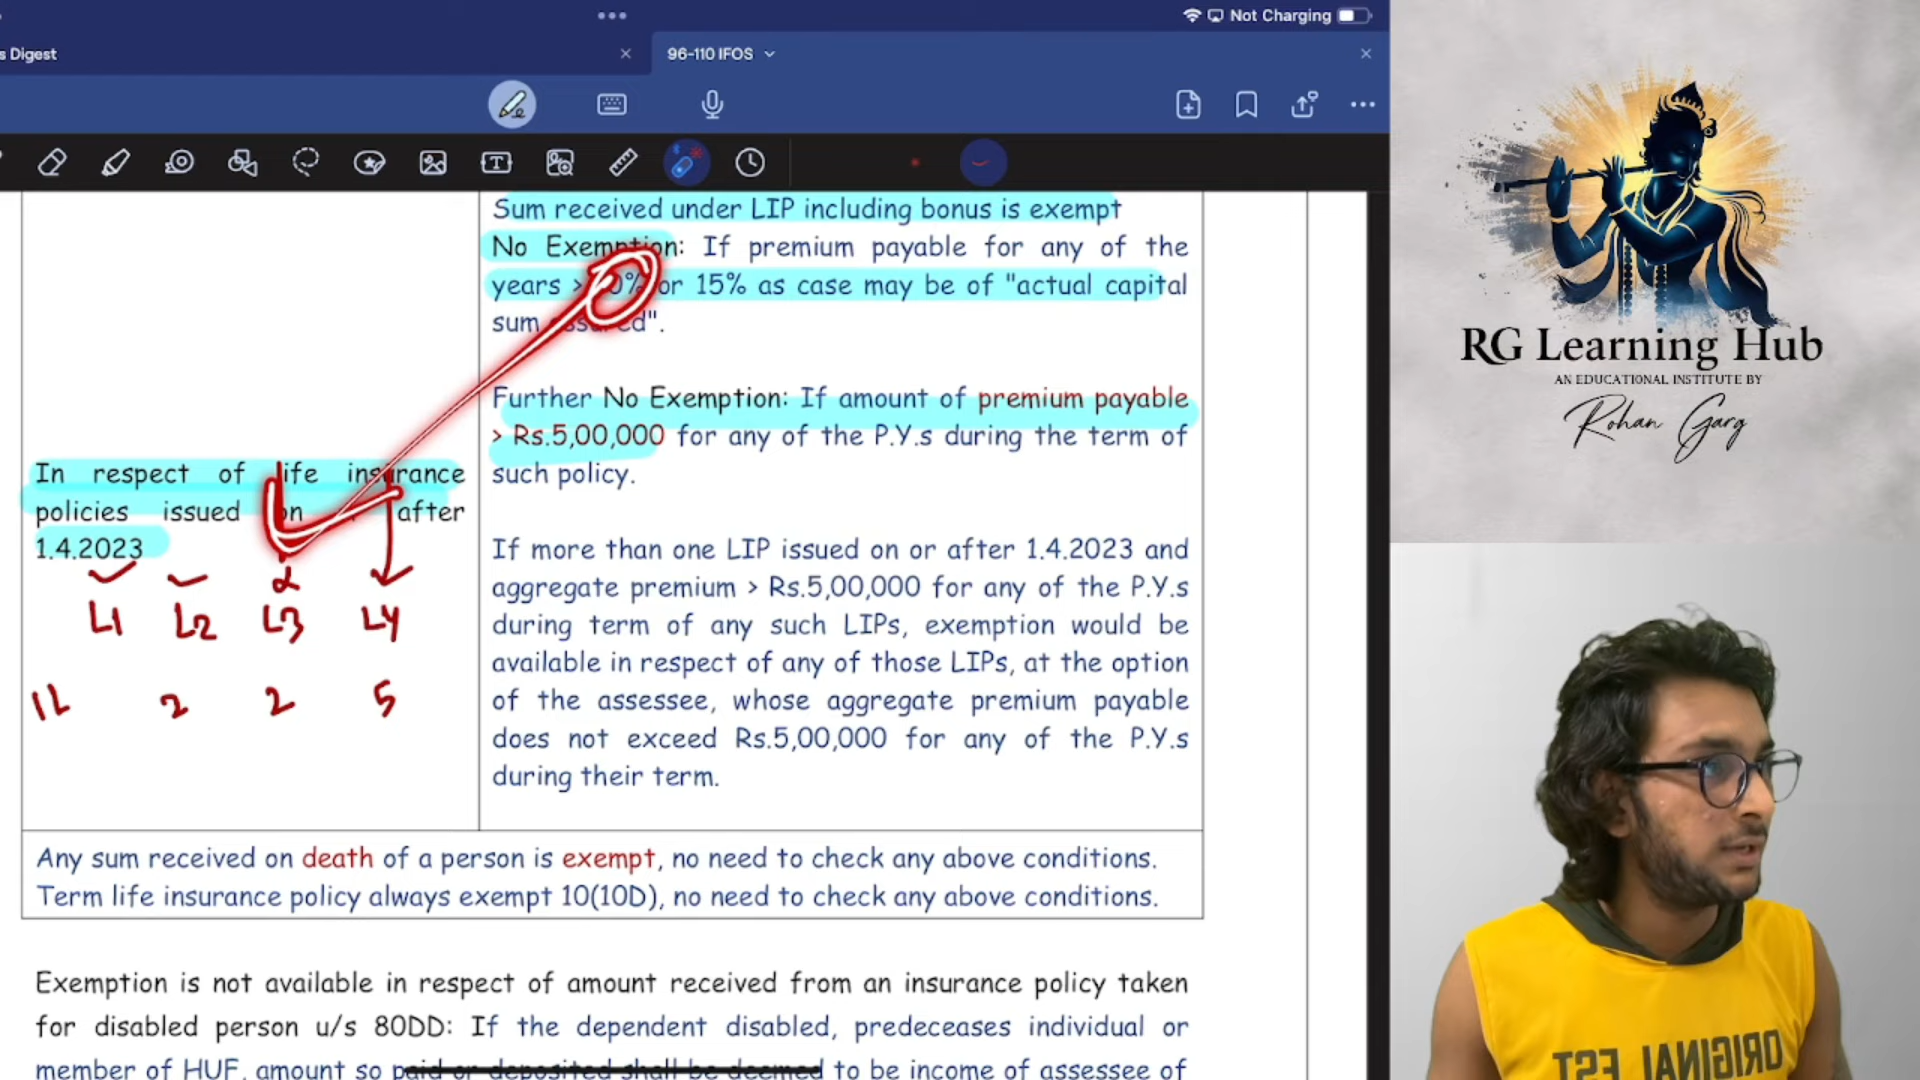 Not Charging
s Digest
96-110 IFOS
Sum received under LIP including bonus is exempt
No Exemption: If premium payable for any of the
years > 0% or 15% as case may be of "actual capital
sum assured".
Further No Exemption: If amount of premium payable
> Rs.5,00,000 for any of the P.Y.s during the term of
such policy.
In respect of life insurance
policies issued on after
1.4.2023
L1 L2 L3 L4
1L 2 2 5
If more than one LIP issued on or after 1.4.2023 and
aggregate premium > Rs.5,00,000 for any of the P.Y.s
during term of any such LIPs, exemption would be
available in respect of any of those LIPs, at the option
of the assessee, whose aggregate premium payable
does not exceed Rs.5,00,000 for any of the P.Y.s
during their term.
Any sum received on death of a person is exempt, no need to check any above conditions.
Term life insurance policy always exempt 10(10D), no need to check any above conditions.
Exemption is not available in respect of amount received from an insurance policy taken
for disabled person u/s 80DD: If the dependent disabled, predeceases individual or
member of HUF, amount so paid or deposited shall be deemed to be income of assessee of
RG Learning Hub
AN EDUCATIONAL INSTITUTE BY
Rohan Garg
ORIGINAL EST